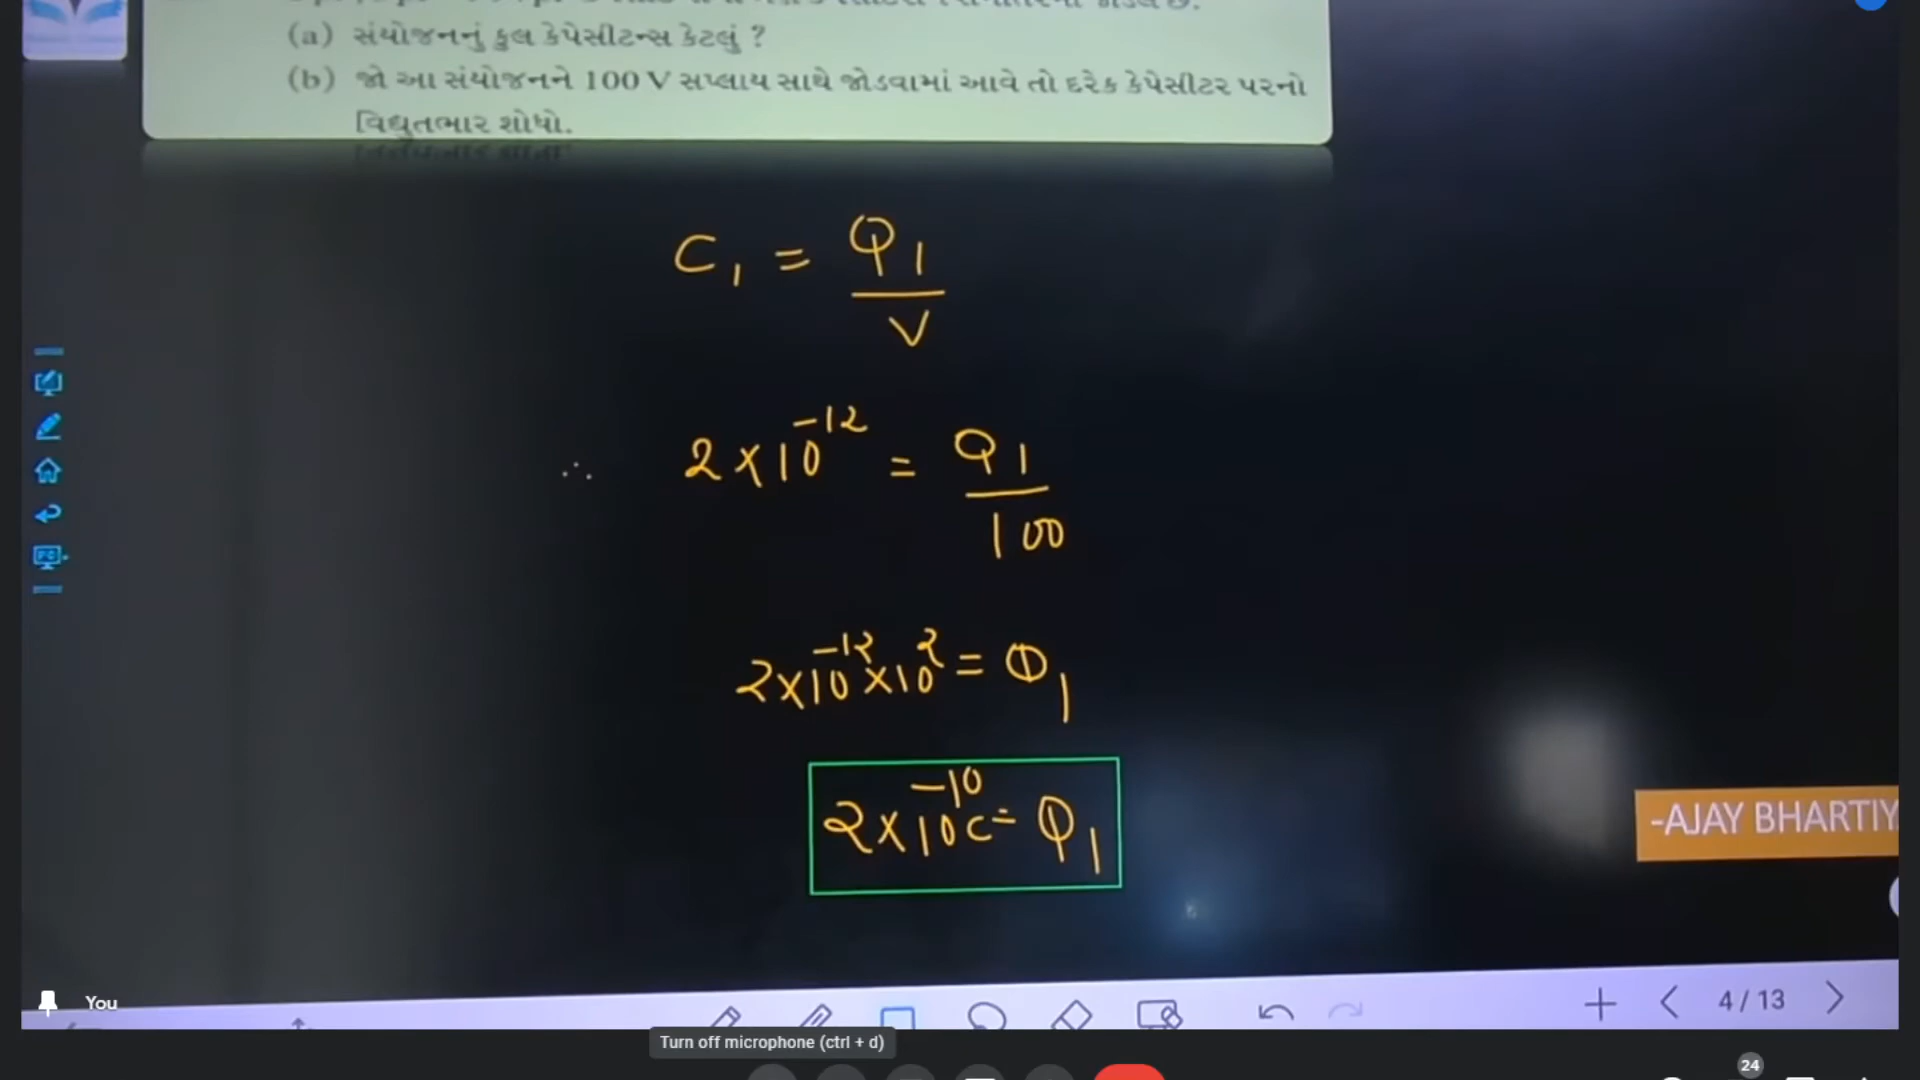 (a) સંયોજનનું કુલ કેપેસીટન્સ કેટલું ?
(b) જો આ સંયોજનને 100 V સપ્લાય સાથે જોડવામાં આવે તો દરેક કેપેસીટર પરનો
વિદ્યુતભાર શોધો.
C₁ = Q₁/V
∴ 2×10⁻¹² = Q₁/100
2×10⁻¹²×10² = Q₁
2×10⁻¹⁰ C = Q₁
-AJAY BHARTIY
You
4 / 13
Turn off microphone (ctrl + d)
24